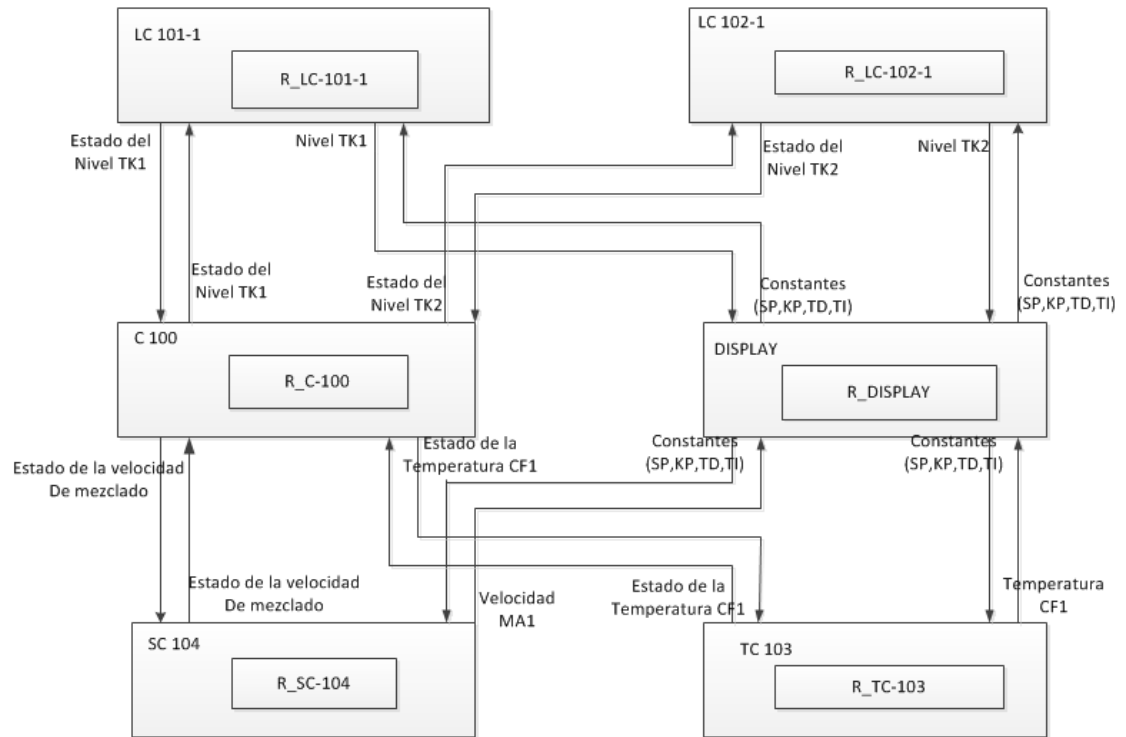 LC 101-1
R_LC-101-1
LC 102-1
R_LC-102-1
Estado del
Nivel TK1
Nivel TK1
Estado del
Nivel TK2
Nivel TK2
Estado del
Nivel TK1
Estado del
Nivel TK2
Constantes
(SP,KP,TD,TI)
Constantes
(SP,KP,TD,TI)
C 100
R_C-100
DISPLAY
R_DISPLAY
Estado de la velocidad
De mezclado
Estado de la
Temperatura CF1
Constantes
(SP,KP,TD,TI)
Constantes
(SP,KP,TD,TI)
Estado de la velocidad
De mezclado
Velocidad
MA1
Estado de la
Temperatura CF1
Temperatura
CF1
SC 104
R_SC-104
TC 103
R_TC-103